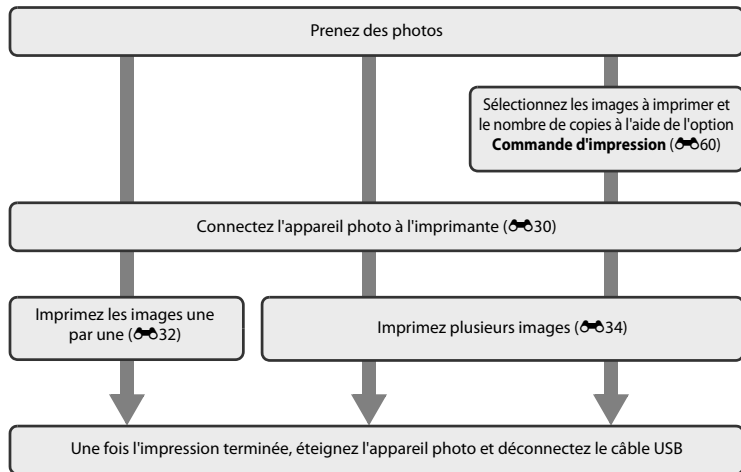 Prenez des photos
Sélectionnez les images à imprimer et
le nombre de copies à l'aide de l'option
Commande d'impression (60)
Connectez l'appareil photo à l'imprimante (30)
Imprimez les images une
par une (32)
Imprimez plusieurs images (34)
Une fois l'impression terminée, éteignez l'appareil photo et déconnectez le câble USB